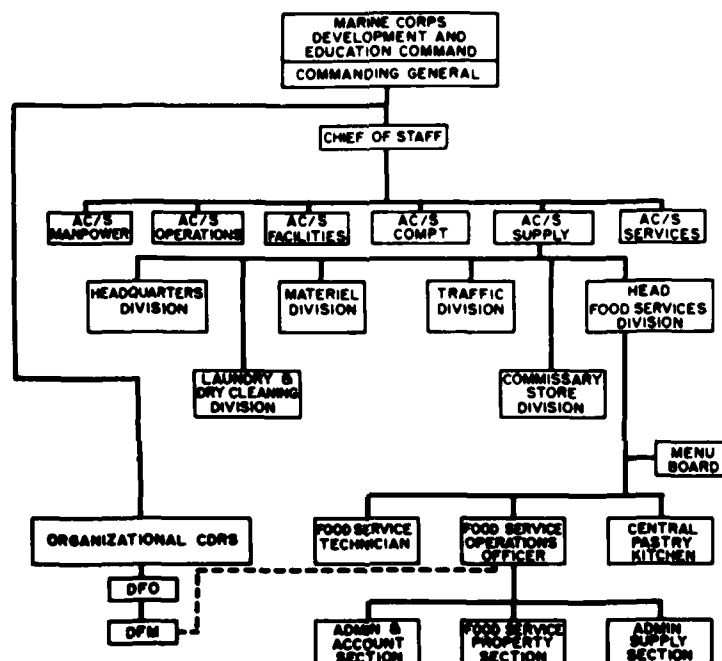 MARINE CORPS
DEVELOPMENT AND
EDUCATION COMMAND
COMMANDING GENERAL
CHIEF OF STAFF
AC/S
MANPOWER
AC/S
OPERATIONS
AC/S
FACILITIES
AC/S
COMPT
AC/S
SUPPLY
AC/S
SERVICES
HEADQUARTERS
DIVISION
MATERIEL
DIVISION
TRAFFIC
DIVISION
HEAD
FOOD SERVICES
DIVISION
LAUNDRY &
DRY CLEANING
DIVISION
COMMISSARY
STORE
DIVISION
MENU
BOARD
ORGANIZATIONAL CDRS
FOOD SERVICE
TECHNICIAN
FOOD SERVICE
OPERATIONS
OFFICER
CENTRAL
PASTRY
KITCHEN
DFO
DFM
ADMIN &
ACCOUNT
SECTION
FOOD SERVICE
PROPERTY
SECTION
ADMIN
SUPPLY
SECTION